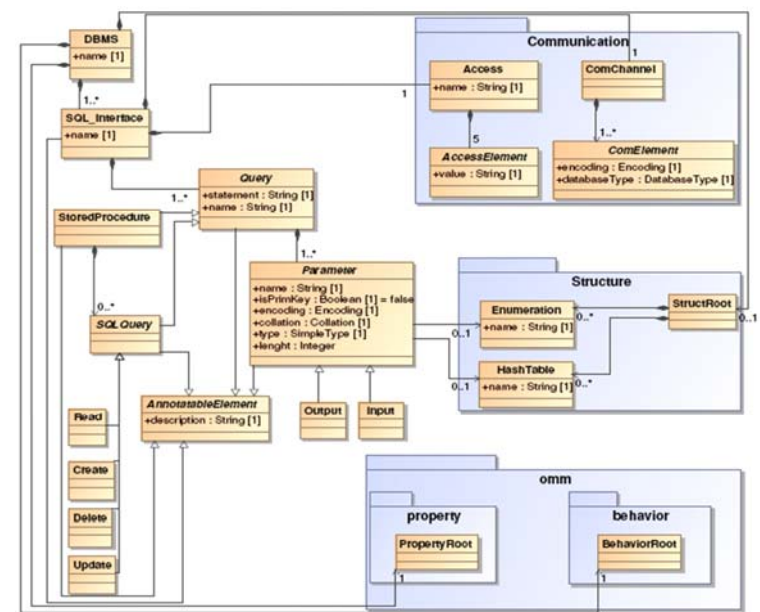 DBMS
+name [1]
1..*
SQL_Interface
+name [1]
Communication
Access
+name : String [1]
1
5
AccessElement
+value : String [1]
ComChannel
1
1..*
ComElement
+encoding : Encoding [1]
+databaseType : DatabaseType [1]
Query
+statement : String [1]
+name : String [1]
1..*
StoredProcedure
0..*
SQLQuery
1..*
Parameter
+name : String [1]
+isPrimKey : Boolean [1] = false
+encoding : Encoding [1]
+collation : Collation [1]
+type : SimpleType [1]
+lenght : Integer
Structure
Enumeration
+name : String [1]
0..1
0..*
StructRoot
0..1
HashTable
+name : String [1]
0..1
0..*
AnnotatableElement
+description : String [1]
Output
Input
Read
Create
Delete
Update
omm
property
PropertyRoot
1
behavior
BehaviorRoot
1